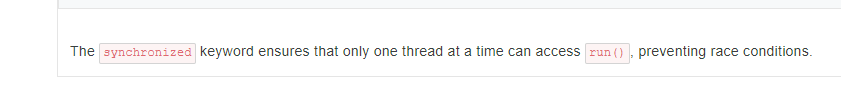 The synchronized keyword ensures that only one thread at a time can access run(), preventing race conditions.